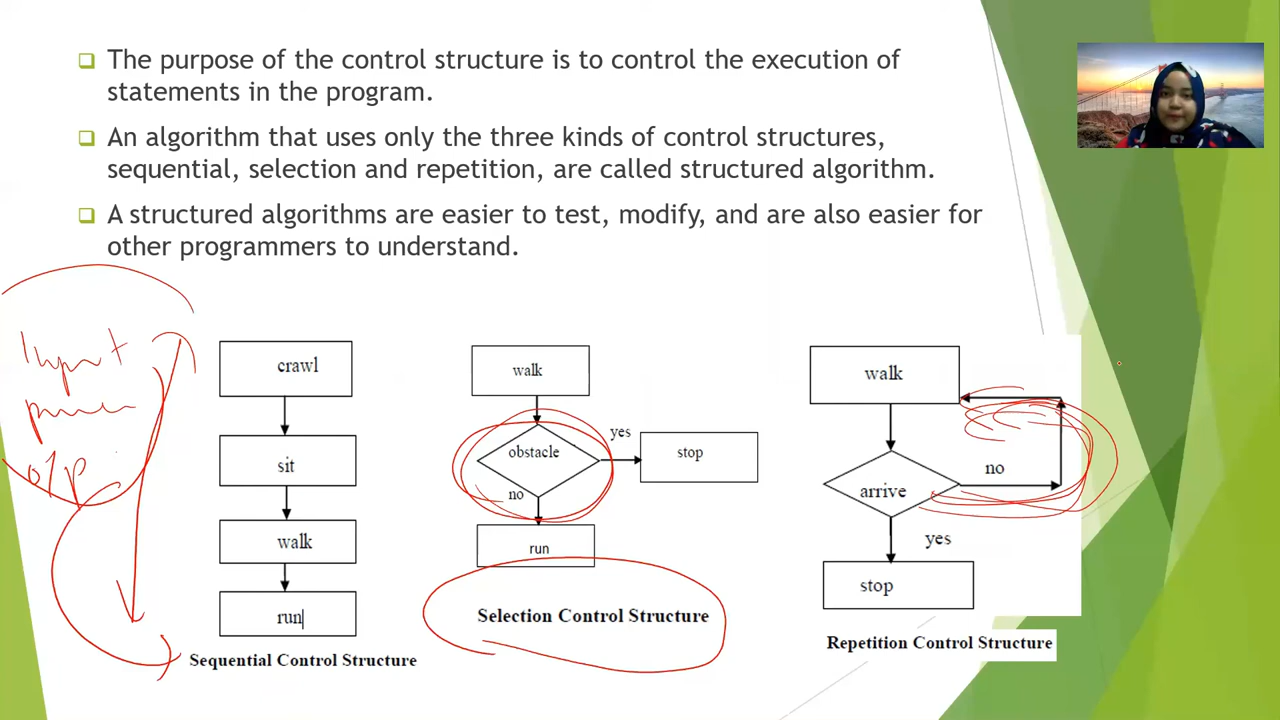 The purpose of the control structure is to control the execution of
statements in the program.
An algorithm that uses only the three kinds of control structures,
sequential, selection and repetition, are called structured algorithm.
A structured algorithms are easier to test, modify, and are also easier for
other programmers to understand.
Input
o/p
crawl
sit
walk
run
Sequential Control Structure
walk
obstacle
yes
stop
no
run
Selection Control Structure
walk
no
arrive
yes
stop
Repetition Control Structure